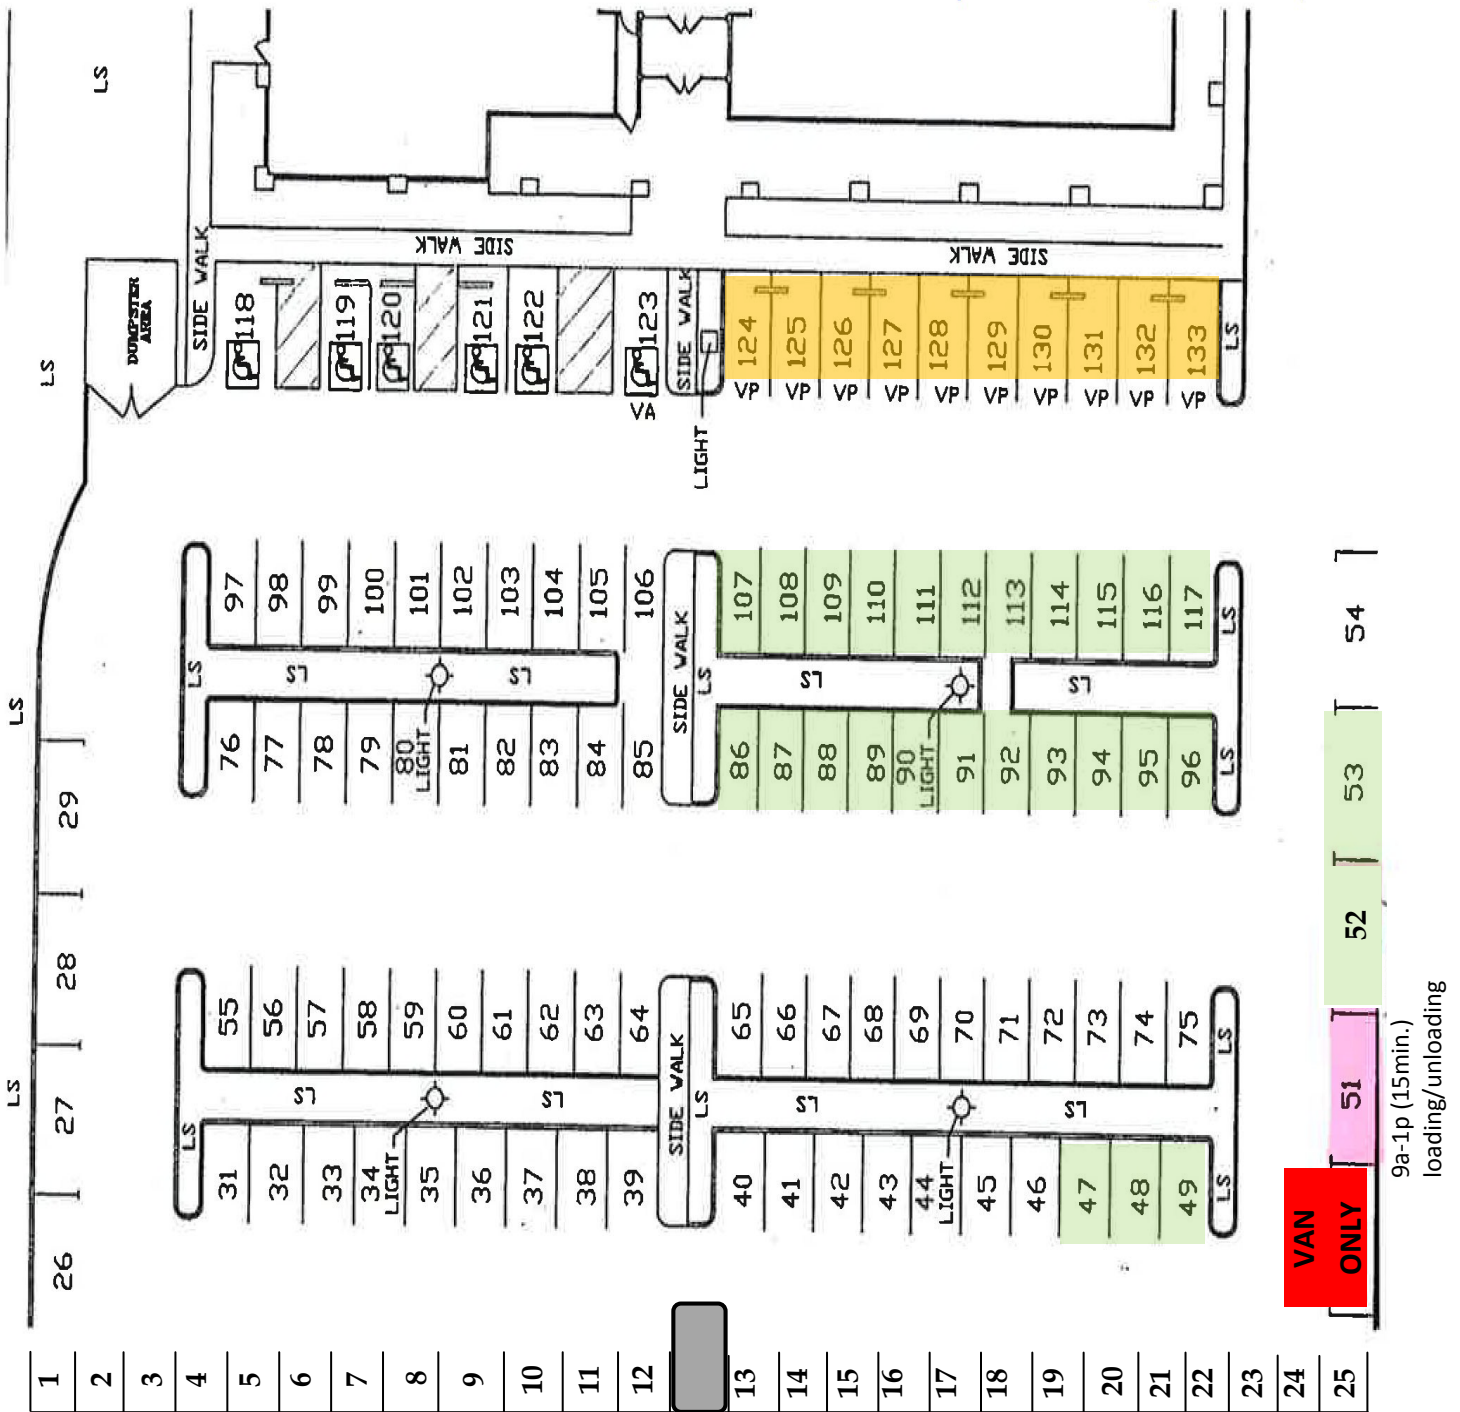 LS
LS
LS
LS
DUMPSTER
AREA
SIDE WALK
SIDE WALK
SIDE WALK
118
119
120
121
122
123
VA
SIDE WALK
LIGHT
124
125
126
127
128
129
130
131
132
133
VP
VP
VP
VP
VP
VP
VP
VP
VP
VP
LS
97
98
99
100
101
102
103
104
105
106
LS
LS
LS
76
77
78
79
80
LIGHT
81
82
83
84
85
SIDE WALK
LS
107
108
109
110
111
112
113
114
115
116
117
LS
LS
LS
86
87
88
89
90
LIGHT
91
92
93
94
95
96
LS
55
56
57
58
59
60
61
62
63
64
LS
LS
LS
31
32
33
34
LIGHT
35
36
37
38
39
SIDE WALK
LS
65
66
67
68
69
70
71
72
73
74
75
LS
LS
LS
40
41
42
43
44
LIGHT
45
46
47
48
49
LS
29
28
27
26
54
53
52
51
9a-1p (15min.)
loading/unloading
VAN
ONLY
1
2
3
4
5
6
7
8
9
10
11
12
13
14
15
16
17
18
19
20
21
22
23
24
25